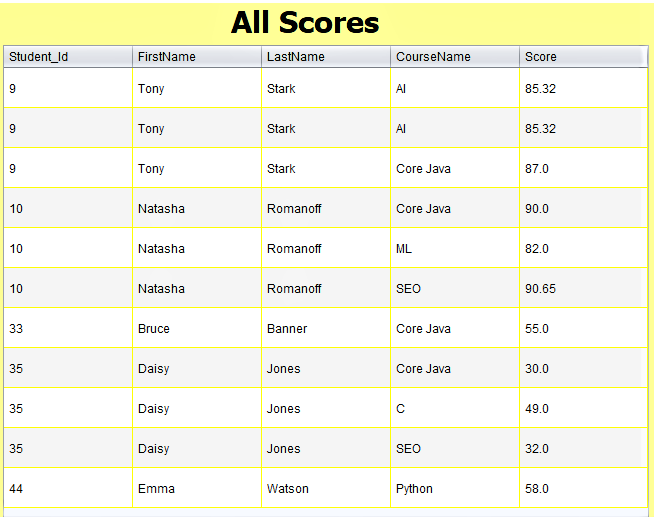 All Scores
Student_Id FirstName LastName CourseName Score
9 Tony Stark AI 85.32
9 Tony Stark AI 85.32
9 Tony Stark Core Java 87.0
10 Natasha Romanoff Core Java 90.0
10 Natasha Romanoff ML 82.0
10 Natasha Romanoff SEO 90.65
33 Bruce Banner Core Java 55.0
35 Daisy Jones Core Java 30.0
35 Daisy Jones C 49.0
35 Daisy Jones SEO 32.0
44 Emma Watson Python 58.0